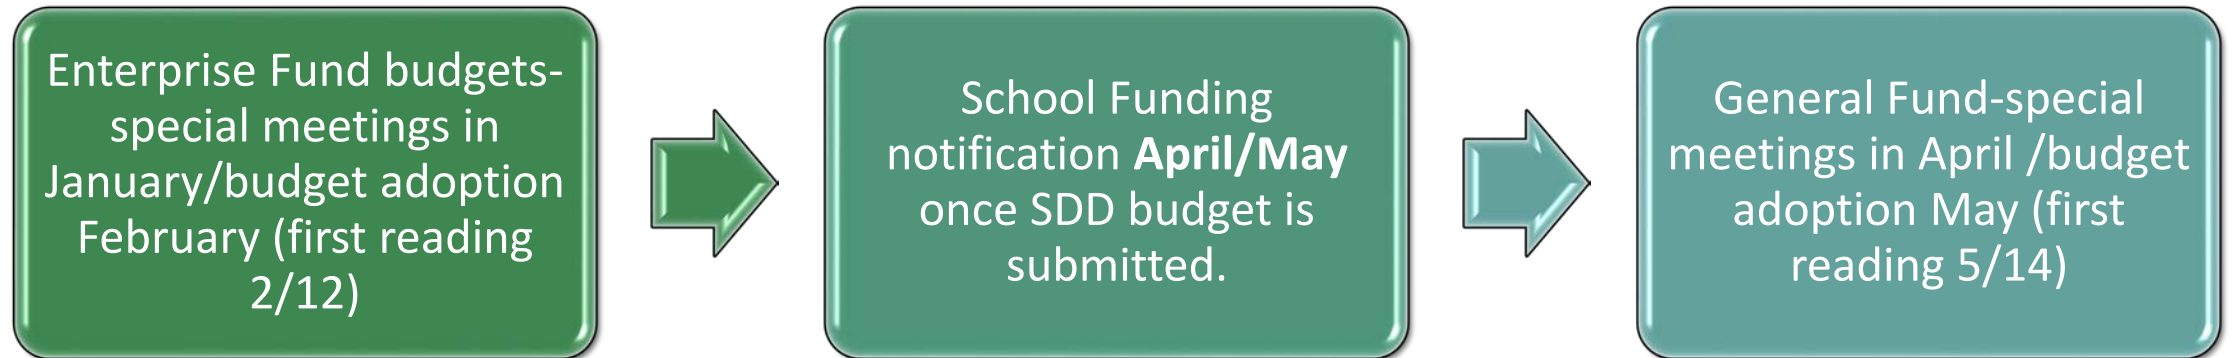 Enterprise Fund budgets-
special meetings in
January/budget adoption
February (first reading
2/12)
School Funding
notification April/May
once SDD budget is
submitted.
General Fund-special
meetings in April /budget
adoption May (first
reading 5/14)